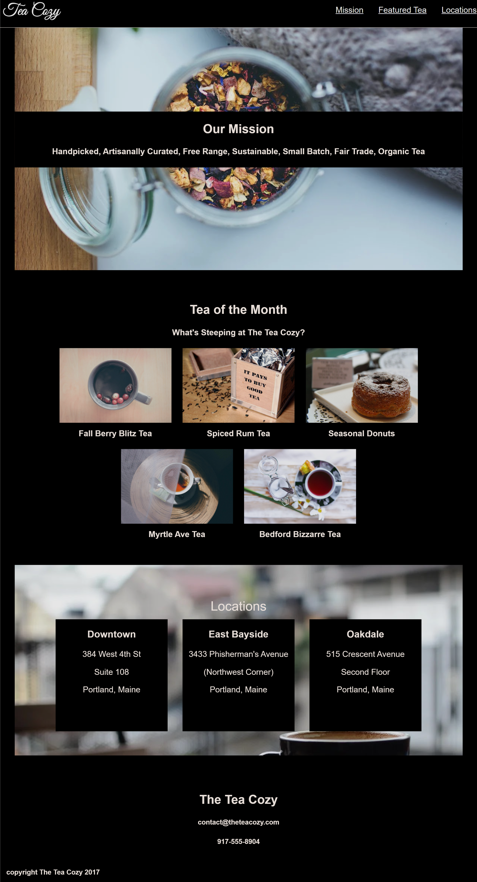 Tea Cozy
Mission Featured Tea Locations
Our Mission
Handpicked, Artisanally Curated, Free Range, Sustainable, Small Batch, Fair Trade, Organic Tea
Tea of the Month
What's Steeping at The Tea Cozy?
IT PAYS
TO BUY
GOOD
TEA
Fall Berry Blitz Tea
Spiced Rum Tea
Seasonal Donuts
Myrtle Ave Tea
Bedford Bizzarre Tea
Locations
Downtown
384 West 4th St
Suite 108
Portland, Maine
East Bayside
3433 Phisherman's Avenue
(Northwest Corner)
Portland, Maine
Oakdale
515 Crescent Avenue
Second Floor
Portland, Maine
The Tea Cozy
contact@theteacozy.com
917-555-8904
copyright The Tea Cozy 2017